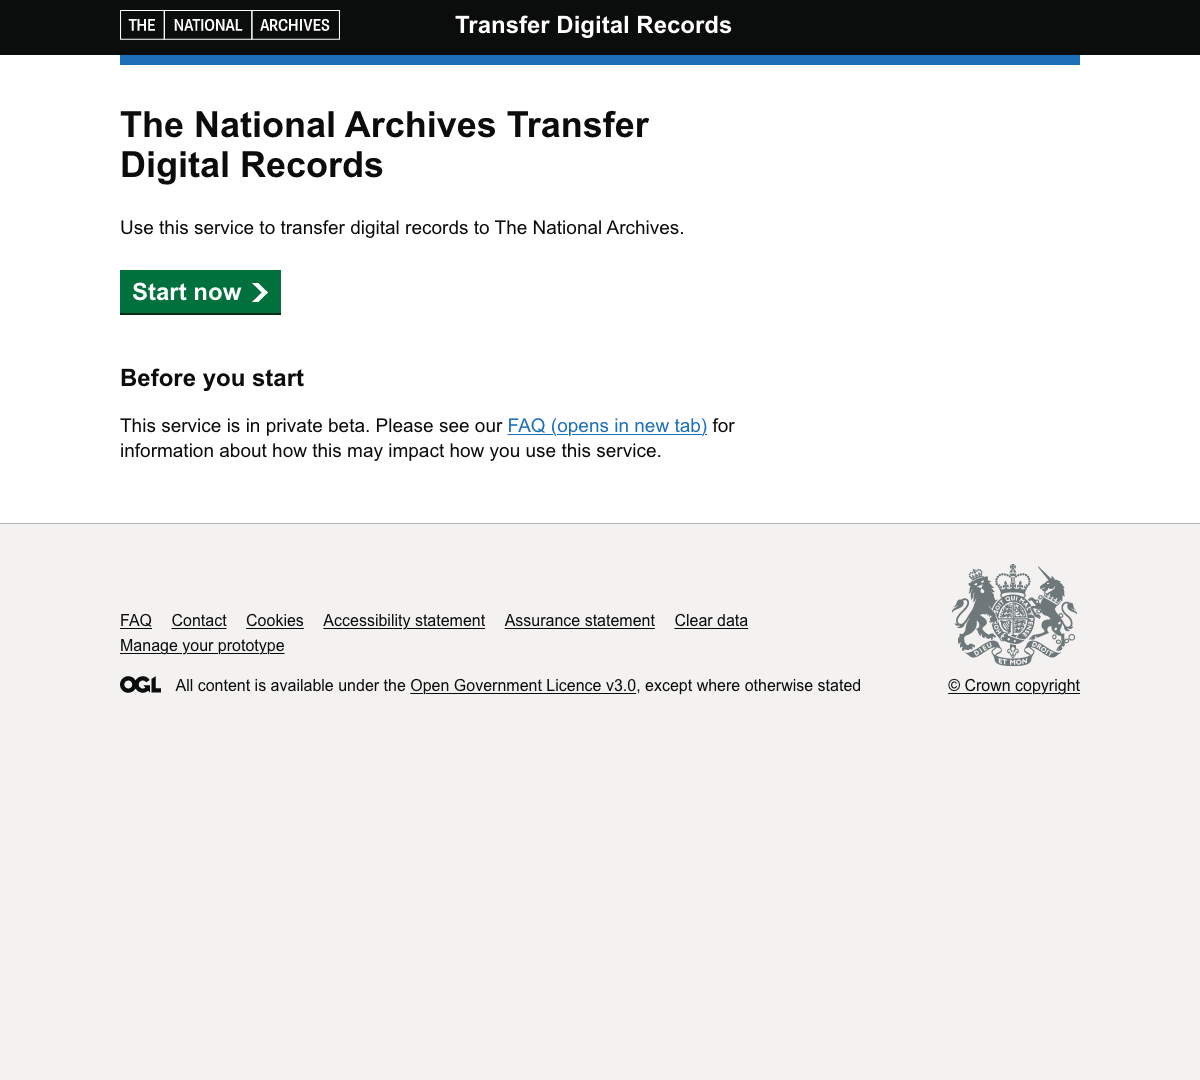 THE NATIONAL ARCHIVES
Transfer Digital Records
The National Archives Transfer
Digital Records
Use this service to transfer digital records to The National Archives.
Start now
Before you start
This service is in private beta. Please see our FAQ (opens in new tab) for
information about how this may impact how you use this service.
FAQ Contact Cookies Accessibility statement Assurance statement Clear data
Manage your prototype
DIEU ET MON DROIT
OGL All content is available under the Open Government Licence v3.0, except where otherwise stated
© Crown copyright